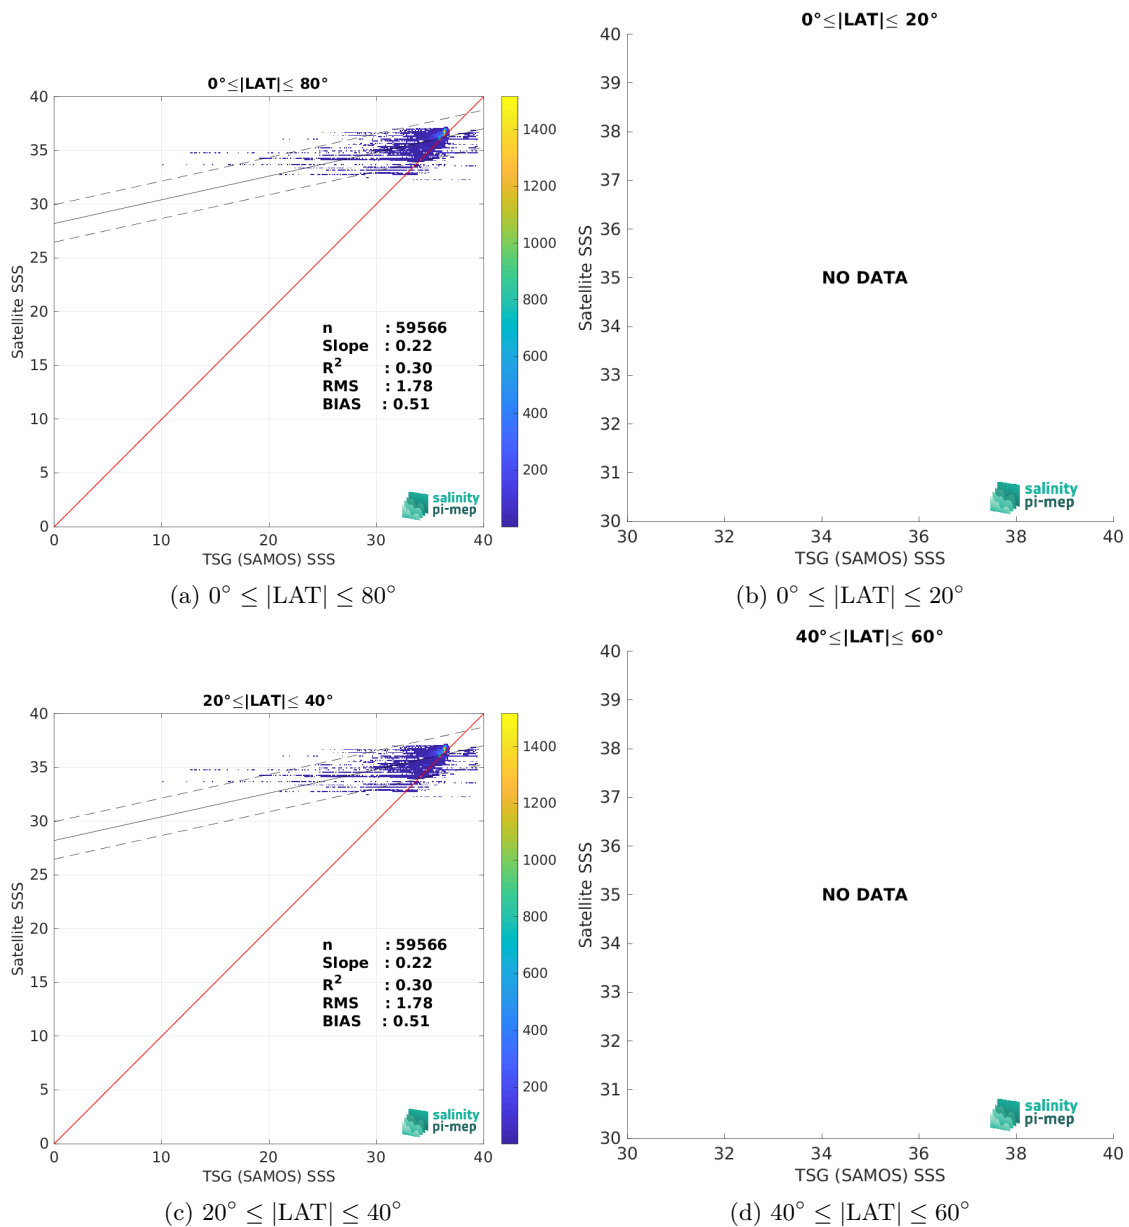 0°≤|LAT|≤ 80°
40
35
30
25
20
15
10
5
0
Satellite SSS
n : 59566
Slope : 0.22
R² : 0.30
RMS : 1.78
BIAS : 0.51
salinity
pi-mep
0 10 20 30 40
TSG (SAMOS) SSS
1400
1200
1000
800
600
400
200
(a) 0° ≤ |LAT| ≤ 80°
0°≤|LAT|≤ 20°
40
39
38
37
36
35
34
33
32
31
30
Satellite SSS
NO DATA
salinity
pi-mep
30 32 34 36 38 40
TSG (SAMOS) SSS
(b) 0° ≤ |LAT| ≤ 20°
20°≤|LAT|≤ 40°
40
35
30
25
20
15
10
5
0
Satellite SSS
n : 59566
Slope : 0.22
R² : 0.30
RMS : 1.78
BIAS : 0.51
salinity
pi-mep
0 10 20 30 40
TSG (SAMOS) SSS
1400
1200
1000
800
600
400
200
(c) 20° ≤ |LAT| ≤ 40°
40°≤|LAT|≤ 60°
40
39
38
37
36
35
34
33
32
31
30
Satellite SSS
NO DATA
salinity
pi-mep
30 32 34 36 38 40
TSG (SAMOS) SSS
(d) 40° ≤ |LAT| ≤ 60°